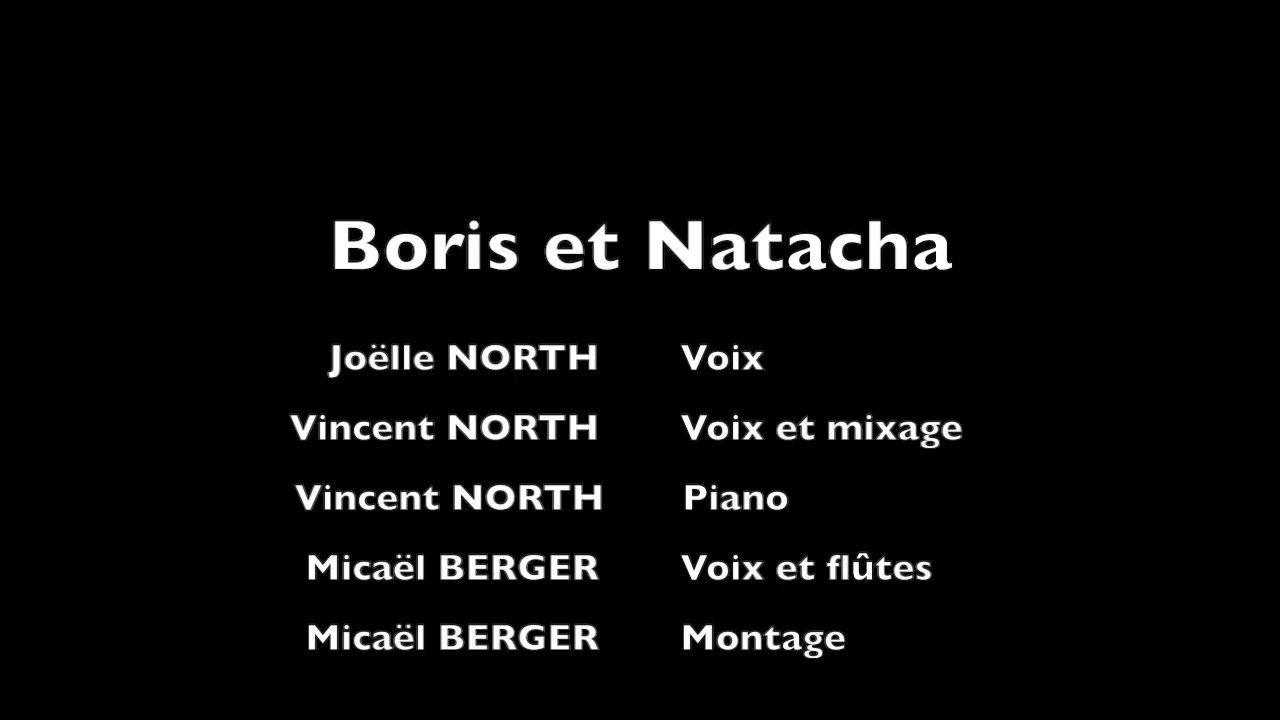 Boris et Natacha
Joëlle NORTH Voix
Vincent NORTH Voix et mixage
Vincent NORTH Piano
Micaël BERGER Voix et flûtes
Micaël BERGER Montage